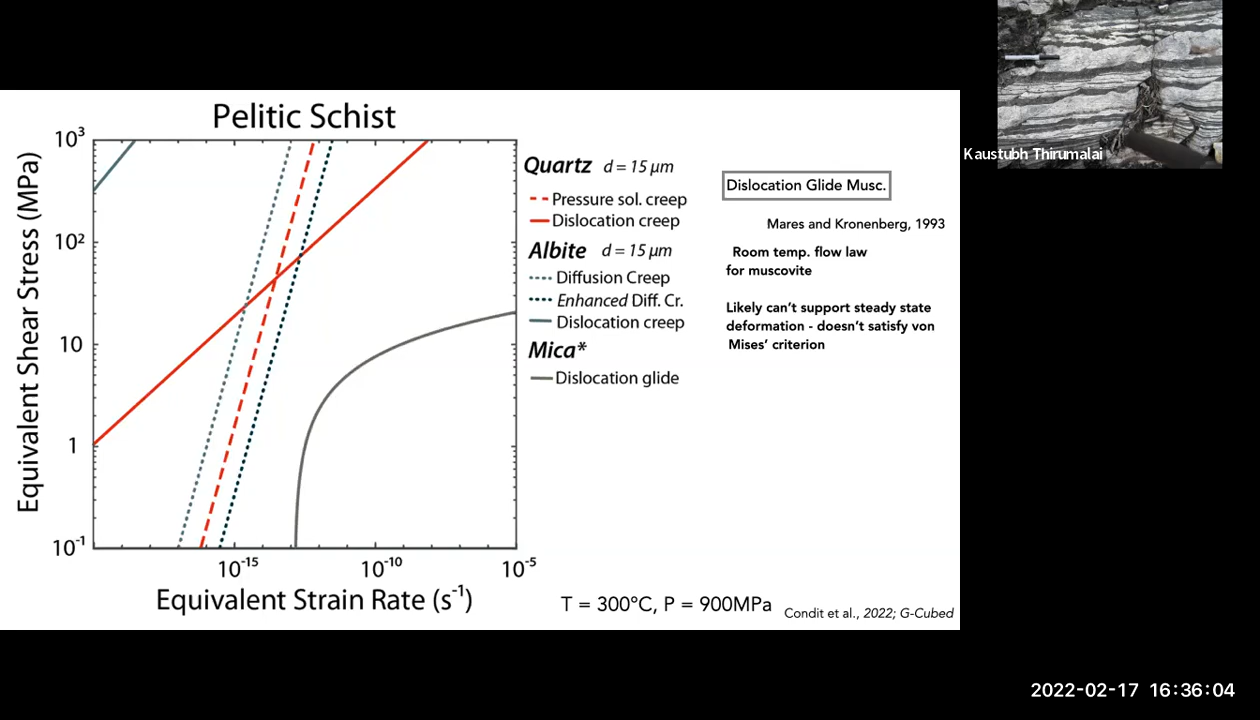 Pelitic Schist
Equivalent Shear Stress (MPa)
10³
10²
10
1
10⁻¹
10⁻¹⁵
10⁻¹⁰
10⁻⁵
Equivalent Strain Rate (s⁻¹)
Quartz d = 15 µm
Pressure sol. creep
Dislocation creep
Albite d = 15 µm
Diffusion Creep
Enhanced Diff. Cr.
Dislocation creep
Mica*
Dislocation glide
Dislocation Glide Musc.
Mares and Kronenberg, 1993
Room temp. flow law
for muscovite
Likely can’t support steady state
deformation - doesn’t satisfy von
Mises’ criterion
T = 300°C, P = 900MPa
Condit et al., 2022; G-Cubed
Kaustubh Thirumalai
2022-02-17 16:36:04